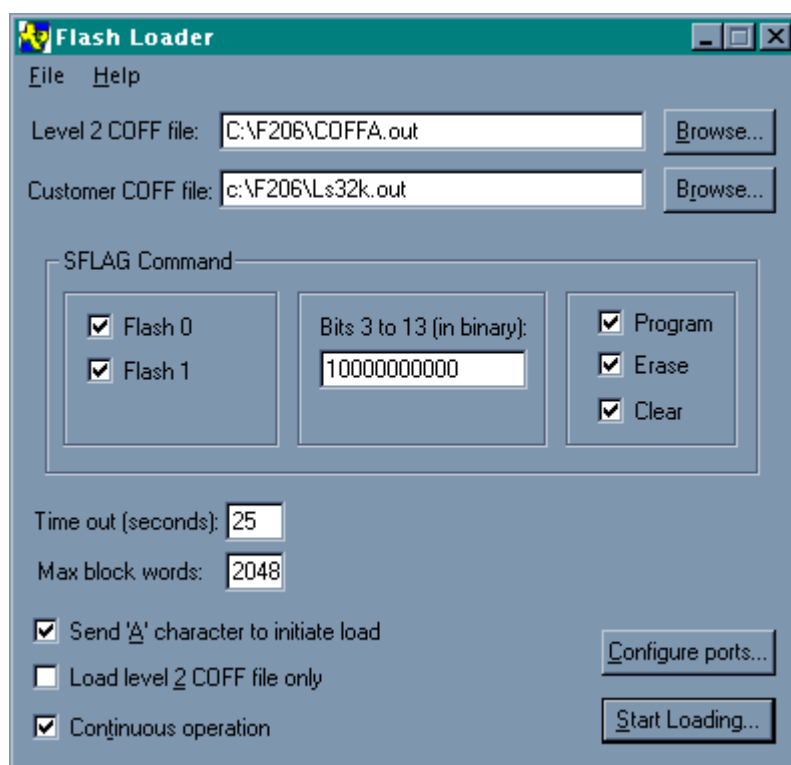 Flash Loader
File Help
Level 2 COFF file: C:\F206\COFFA.out Browse...
Customer COFF file: c:\F206\Ls32k.out Browse...
SFLAG Command
Flash 0 Bits 3 to 13 (in binary): Program
Flash 1 10000000000 Erase
Clear
Time out (seconds): 25
Max block words: 2048
Send 'A' character to initiate load
Configure ports...
Load level 2 COFF file only
Continuous operation Start Loading...